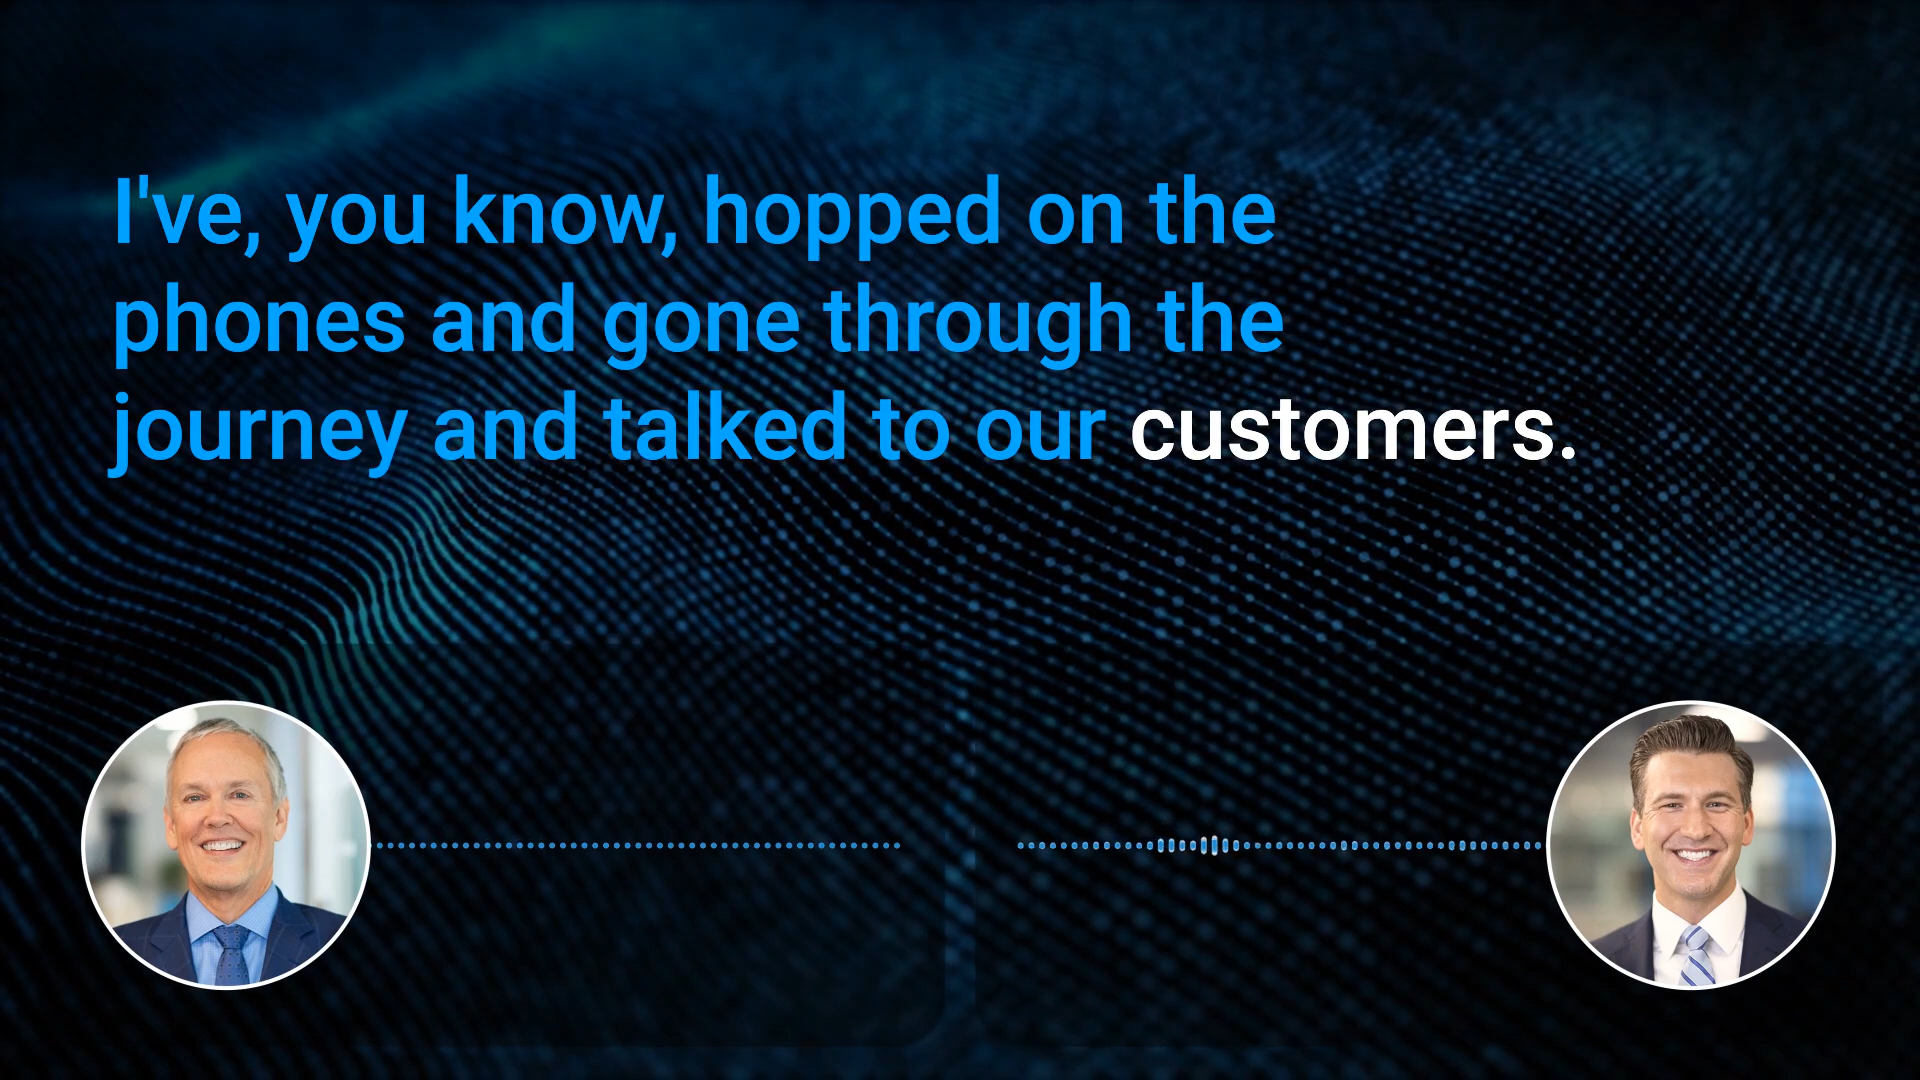 I've, you know, hopped on the
phones and gone through the
journey and talked to our customers.